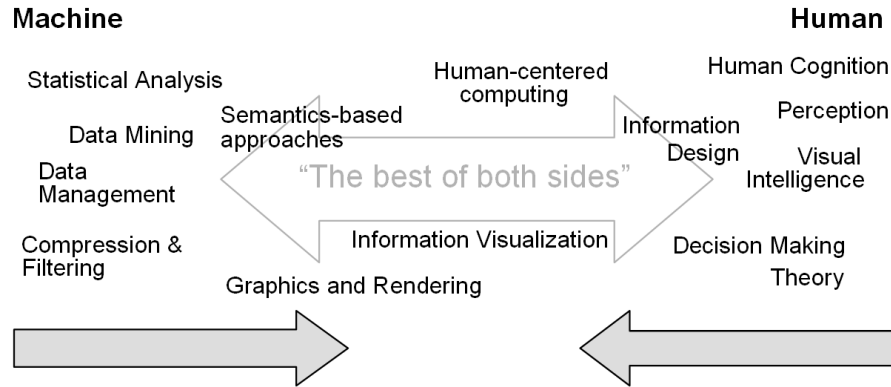 Machine
Human
Statistical Analysis
Human-centered
computing
Human Cognition
Semantics-based
approaches
Perception
Data Mining
Information
Design
Visual
Intelligence
Data
Management
“The best of both sides”
Compression &
Filtering
Information Visualization
Decision Making
Theory
Graphics and Rendering